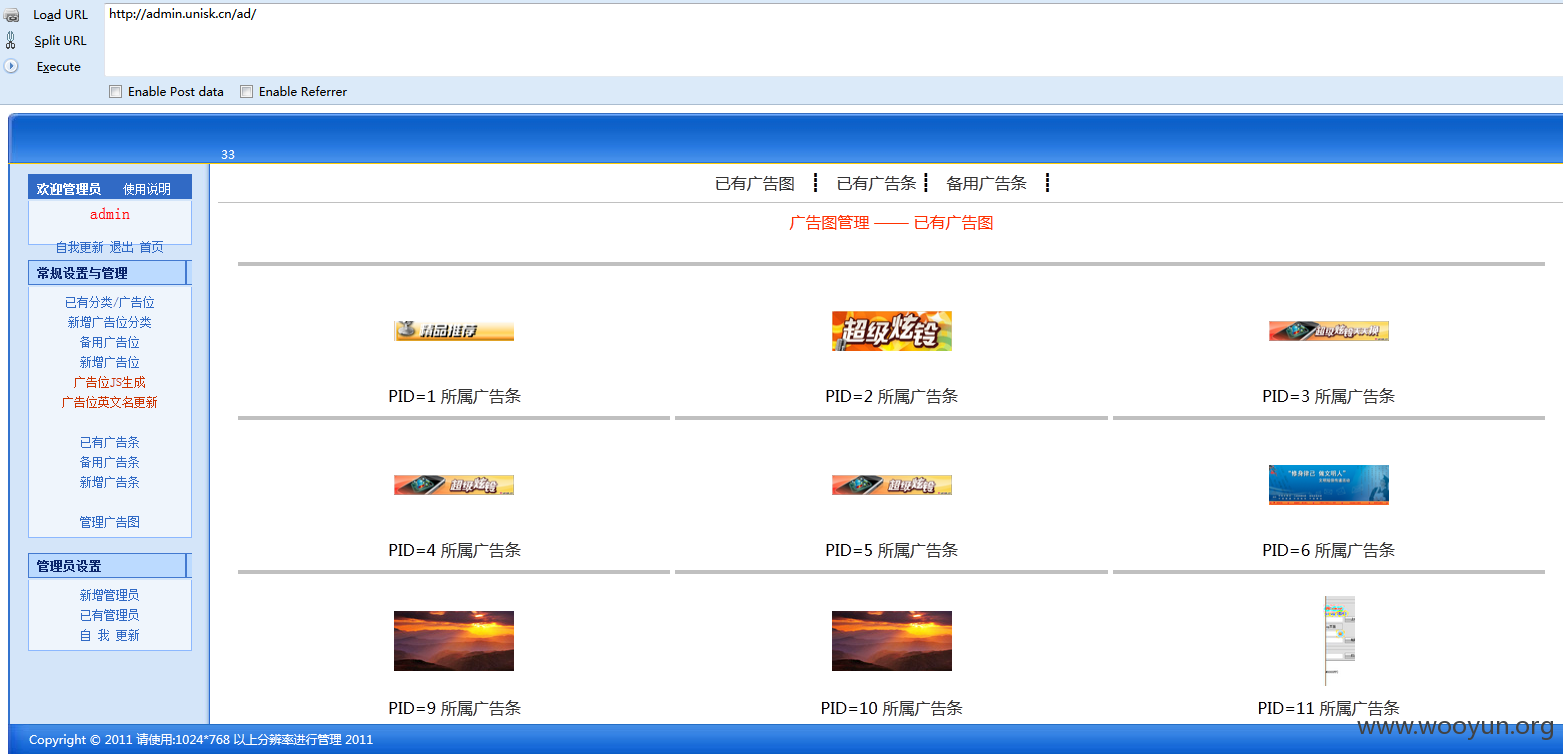 Load URL
http://admin.unisk.cn/ad/
Split URL
Execute
Enable Post data
Enable Referrer
33
欢迎管理员 使用说明
admin
自我更新 退出 首页
常规设置与管理
已有分类/广告位
新增广告位分类
备用广告位
新增广告位
广告位JS生成
广告位英文名更新
已有广告条
备用广告条
新增广告条
管理广告图
管理员设置
新增管理员
已有管理员
自 我 更新
已有广告图 ┇ 已有广告条 ┇ 备用广告条 ┇
广告图管理 —— 已有广告图
精品推荐
超级炫铃
超级炫铃天天换
PID=1 所属广告条
PID=2 所属广告条
PID=3 所属广告条
超级炫铃
超级炫铃
“修身律己 做文明人”
PID=4 所属广告条
PID=5 所属广告条
PID=6 所属广告条
PID=9 所属广告条
PID=10 所属广告条
PID=11 所属广告条
www.wooyun.org
Copyright © 2011 请使用:1024*768 以上分辨率进行管理 2011